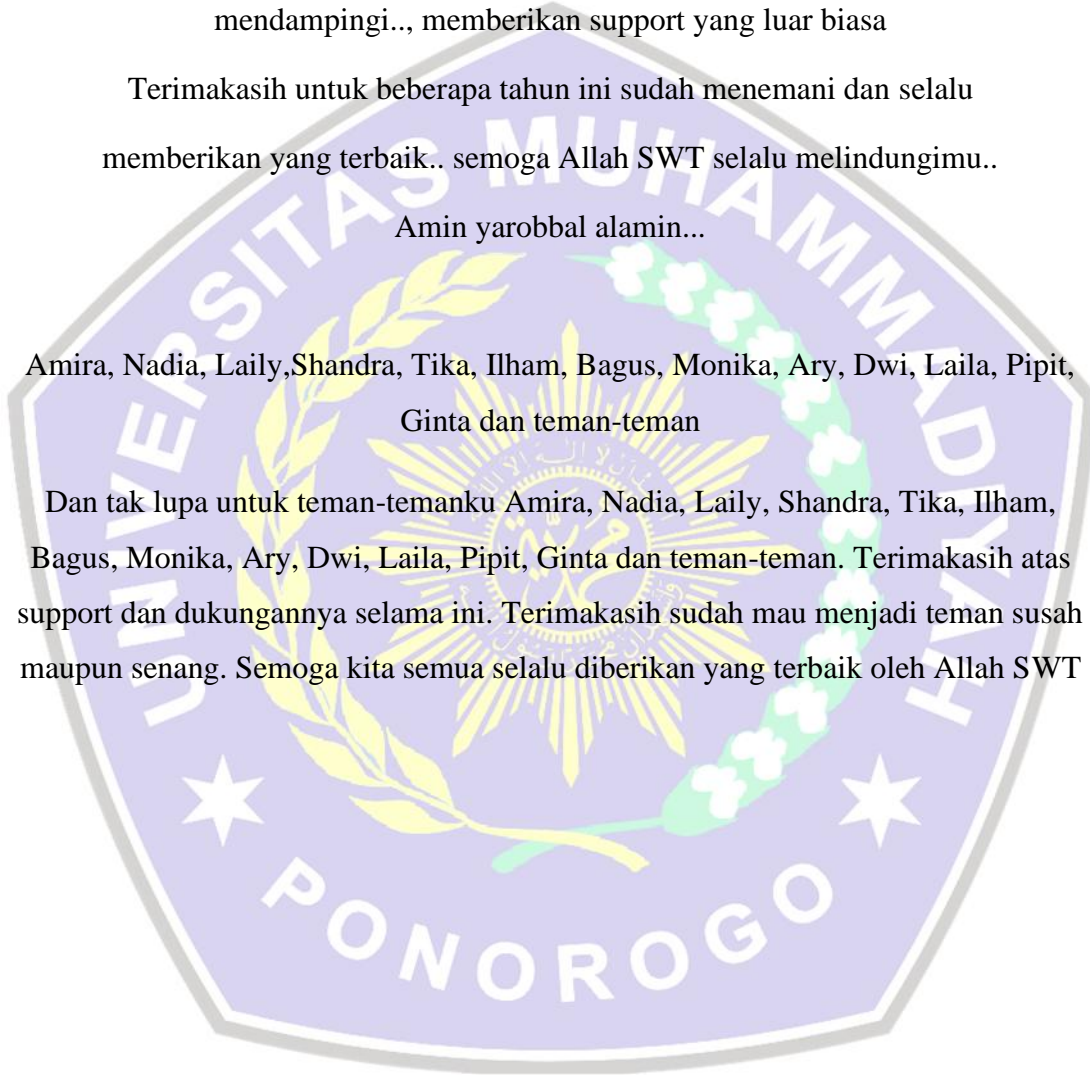 mendampingi.., memberikan support yang luar biasa
Terimakasih untuk beberapa tahun ini sudah menemani dan selalu
memberikan yang terbaik.. semoga Allah SWT selalu melindungimu..
Amin yarobbal alamin...
Amira, Nadia, Laily,Shandra, Tika, Ilham, Bagus, Monika, Ary, Dwi, Laila, Pipit,
Ginta dan teman-teman
Dan tak lupa untuk teman-temanku Amira, Nadia, Laily, Shandra, Tika, Ilham,
Bagus, Monika, Ary, Dwi, Laila, Pipit, Ginta dan teman-teman. Terimakasih atas
support dan dukungannya selama ini. Terimakasih sudah mau menjadi teman susah
maupun senang. Semoga kita semua selalu diberikan yang terbaik oleh Allah SWT
UNIVERSITAS MUHAMMADIYAH
PONOROGO